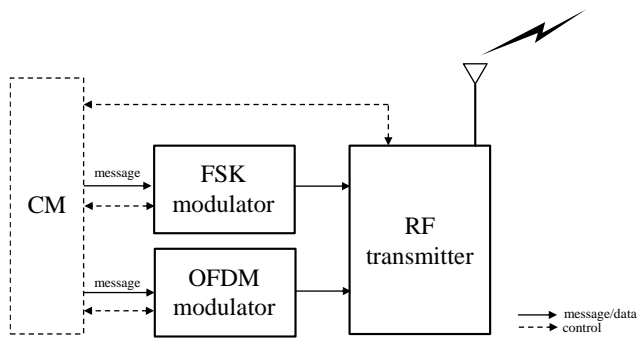 CM
message
FSK
modulator
message
OFDM
modulator
RF
transmitter
message/data
control